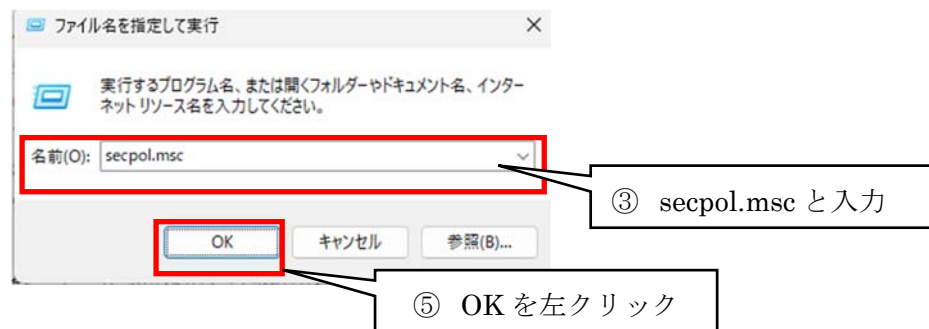 ファイル名を指定して実行
実行するプログラム名、または開くフォルダーやドキュメント名、インター
ネット リソース名を入力してください。
名前(O): secpol.msc
③ secpol.msc と入力
OK キャンセル 参照(B)...
⑤ OK を左クリック